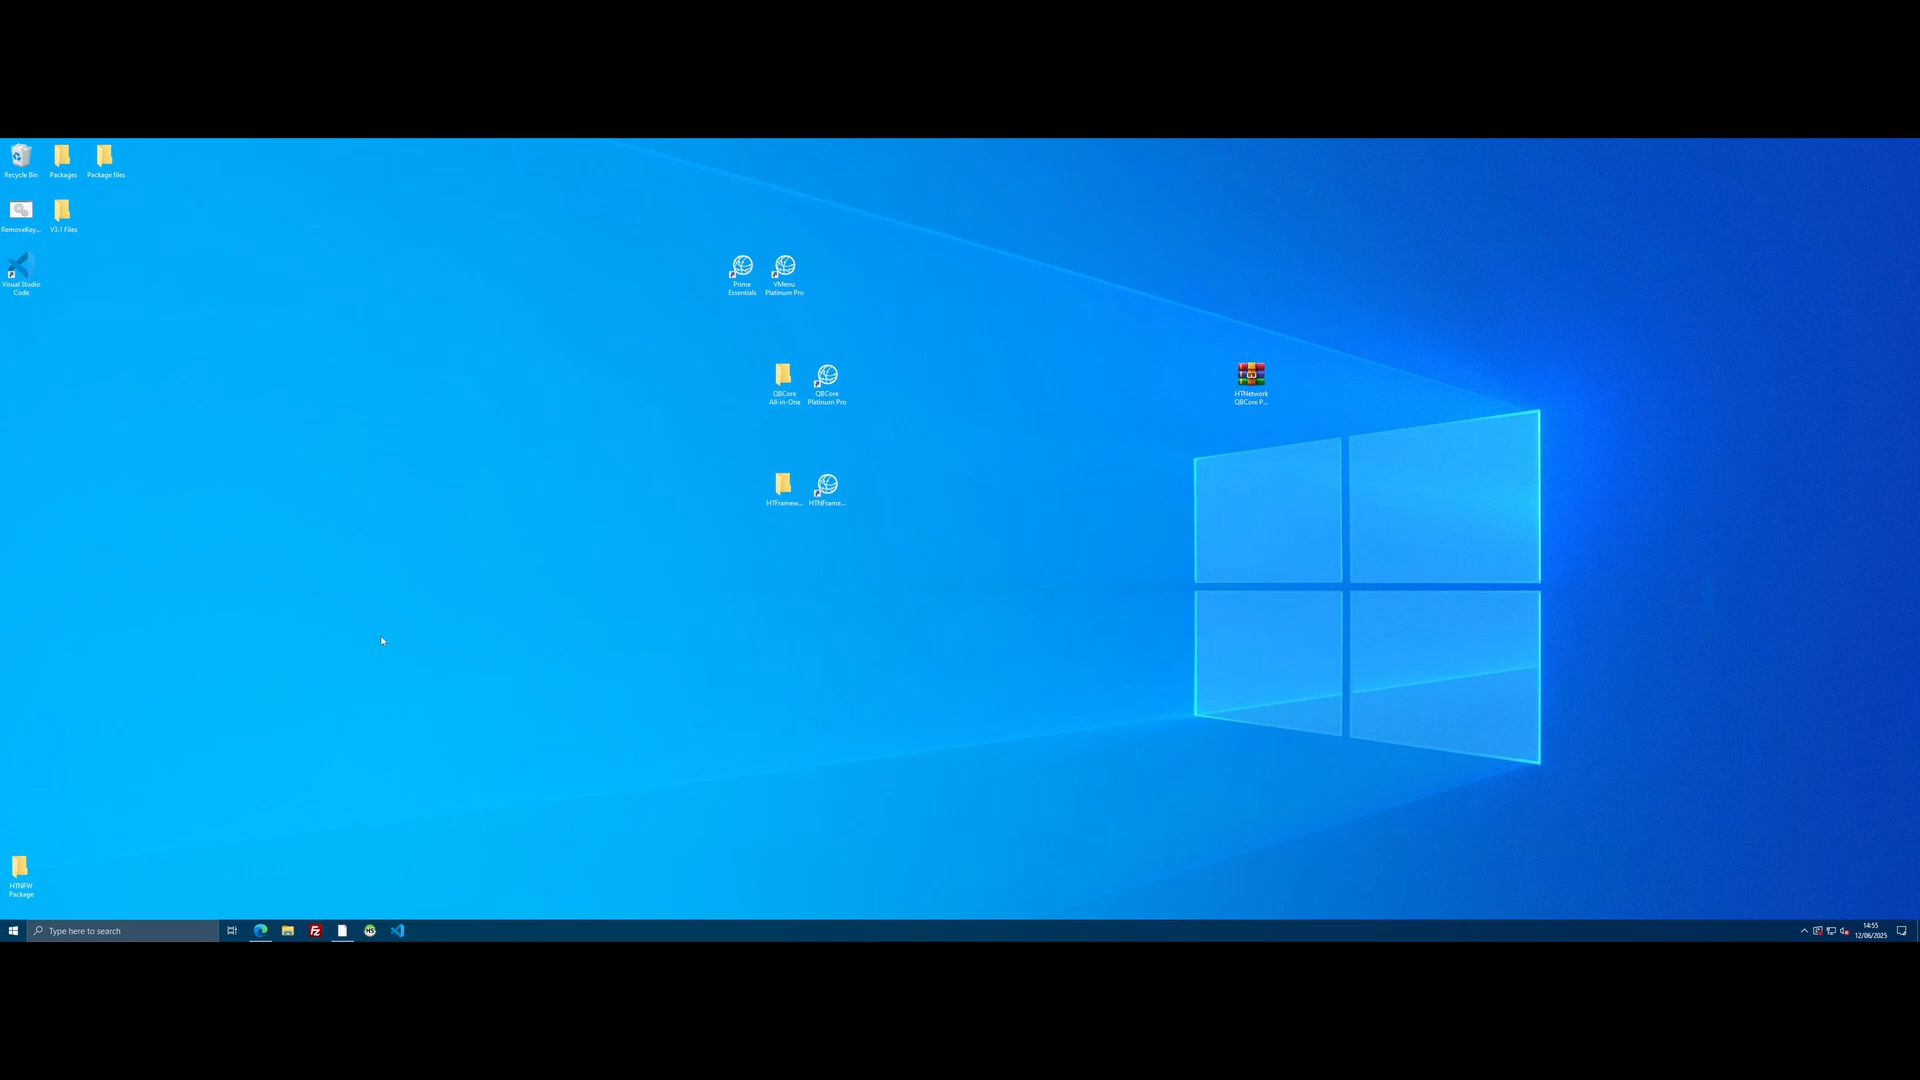 Recycle Bin
Packages
Package files
RemoveKey...
V3.1 Files
Visual Studio
Code
Prime
Essentials
VMenu
Platinum Pro
QBCore
All-in-One
QBCore
Platinum Pro
HTNetwork
QBCore P...
HTFramew...
HTNFrame...
HTNFW
Package
Type here to search
FZ
HS
14:55
12/06/2025